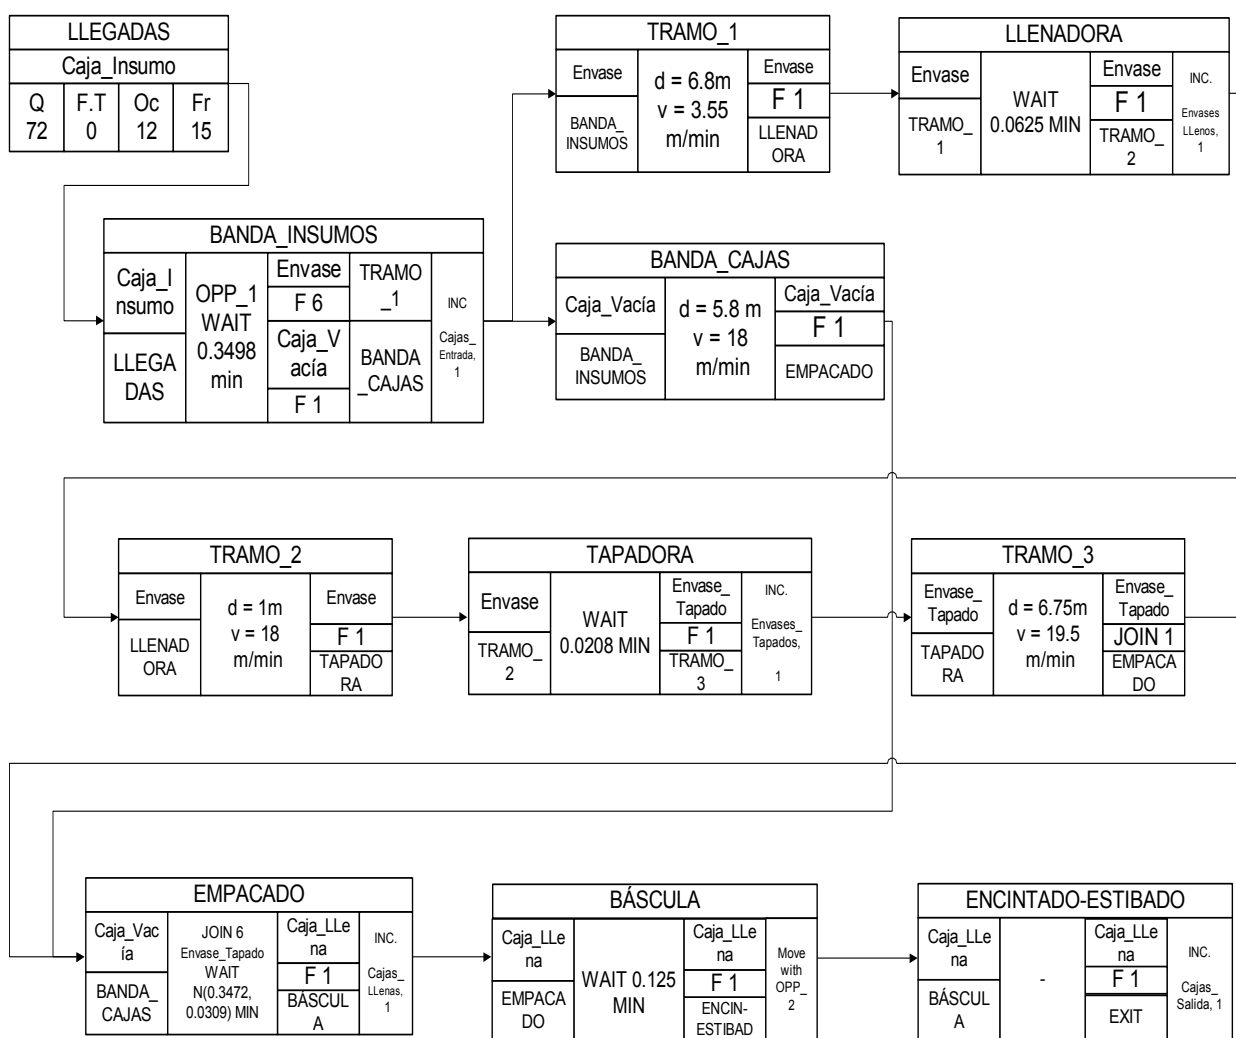 LLEGADAS
Caja_Insumo
Q
72
F.T
0
Oc
12
Fr
15
BANDA_INSUMOS
Caja_I
nsumo
LLEGA
DAS
OPP_1
WAIT
0.3498
min
Envase
F 6
Caja_V
acía
F 1
TRAMO
_1
BANDA
_CAJAS
INC
Cajas_
Entrada,
1
TRAMO_1
Envase
BANDA_
INSUMOS
d = 6.8m
v = 3.55
m/min
Envase
F 1
LLENAD
ORA
LLENADORA
Envase
TRAMO_
1
WAIT
0.0625 MIN
Envase
F 1
TRAMO_
2
INC.
Envases
LLenos,
1
BANDA_CAJAS
Caja_Vacía
BANDA_
INSUMOS
d = 5.8 m
v = 18
m/min
Caja_Vacía
F 1
EMPACADO
TRAMO_2
Envase
LLENAD
ORA
d = 1m
v = 18
m/min
Envase
F 1
TAPADO
RA
TAPADORA
Envase
TRAMO_
2
WAIT
0.0208 MIN
Envase_
Tapado
F 1
TRAMO_
3
INC.
Envases_
Tapados,
1
TRAMO_3
Envase_
Tapado
TAPADO
RA
d = 6.75m
v = 19.5
m/min
Envase_
Tapado
JOIN 1
EMPACA
DO
EMPACADO
Caja_Vac
ía
BANDA_
CAJAS
JOIN 6
Envase_Tapado
WAIT
N(0.3472,
0.0309) MIN
Caja_LLe
na
F 1
BÁSCUL
A
INC.
Cajas_
LLenas,
1
BÁSCULA
Caja_LLe
na
EMPACA
DO
WAIT 0.125
MIN
Caja_LLe
na
F 1
ENCIN-
ESTIBAD
Move
with
OPP_
2
ENCINTADO-ESTIBADO
Caja_LLe
na
BÁSCUL
A
-
Caja_LLe
na
F 1
EXIT
INC.
Cajas_
Salida, 1